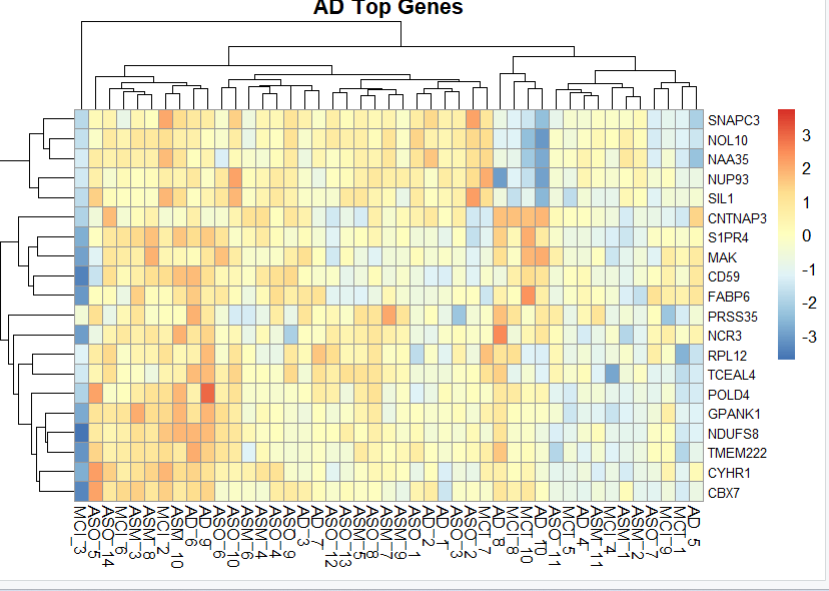 AD Top Genes
SNAPC3
NOL10
NAA35
NUP93
SIL1
CNTNAP3
S1PR4
MAK
CD59
FABP6
PRSS35
NCR3
RPL12
TCEAL4
POLD4
GPANK1
NDUFS8
TMEM222
CYHR1
CBX7
3
2
1
0
-1
-2
-3
MCI_3
ASO_5
ASO_14
MCI_6
ASM_3
ASM_8
MCI_2
ASM_10
AD_6
AD_9
ASO_6
ASO_10
ASM_6
ASM_4
ASO_4
ASO_9
AD_3
AD_7
ASO_12
ASO_13
ASM_5
ASO_8
ASM_7
ASM_9
ASO_1
AD_2
AD_1
ASO_3
ASO_2
MCI_7
AD_8
MCI_8
MCI_10
AD_10
ASO_11
MCI_5
AD_4
ASM_11
MCI_4
ASM_1
ASM_2
ASO_7
MCI_9
MCI_1
AD_5